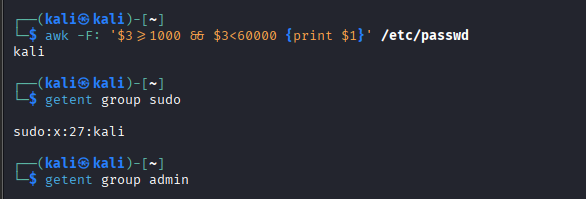 ┌──(kali㉿kali)-[~]
└─$ awk -F: '$3>=1000 && $3<60000 {print $1}' /etc/passwd
kali
┌──(kali㉿kali)-[~]
└─$ getent group sudo
sudo:x:27:kali
┌──(kali㉿kali)-[~]
└─$ getent group admin